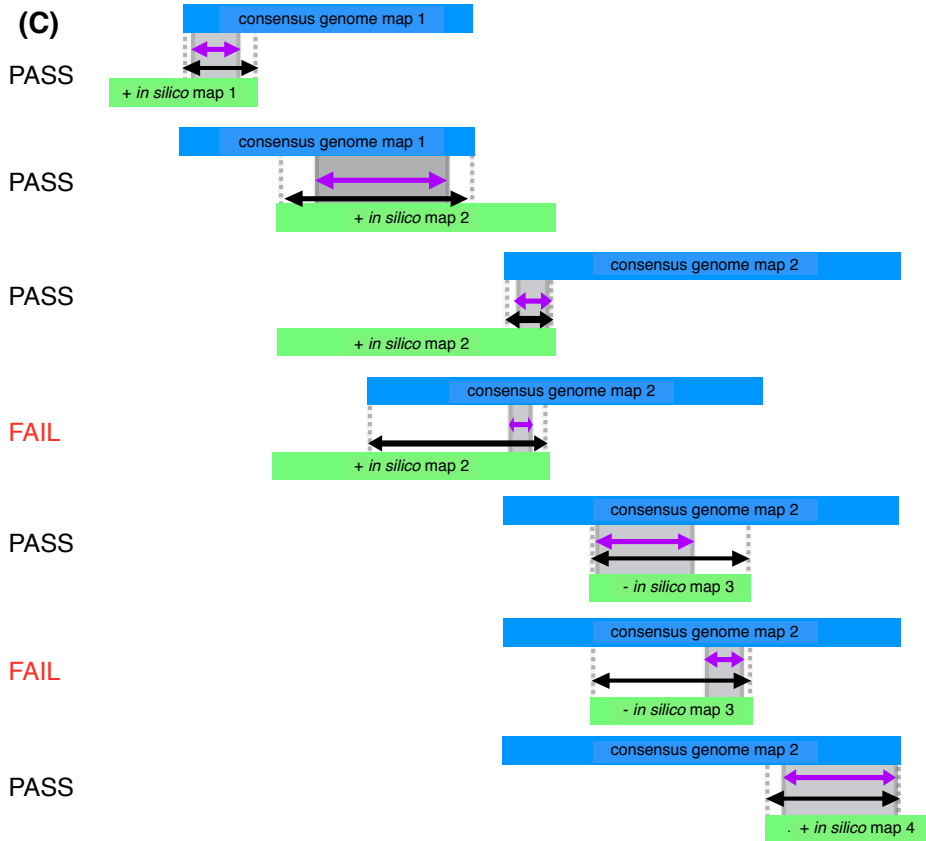 (C)
consensus genome map 1
PASS
+ in silico map 1
consensus genome map 1
PASS
+ in silico map 2
consensus genome map 2
PASS
+ in silico map 2
consensus genome map 2
FAIL
+ in silico map 2
consensus genome map 2
PASS
- in silico map 3
consensus genome map 2
FAIL
- in silico map 3
consensus genome map 2
PASS
. + in silico map 4